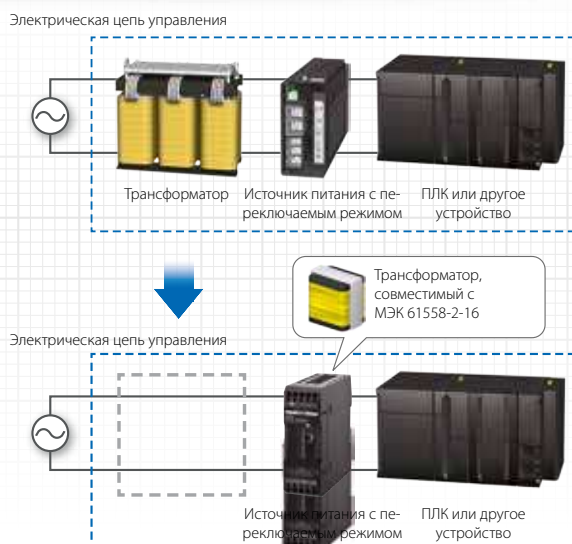 Электрическая цепь управления
Трансформатор
Источник питания с пе-
реключаемым режимом
ПЛК или другое
устройство
Трансформатор,
совместимый с
МЭК 61558-2-16
Электрическая цепь управления
Источник питания с пе-
реключаемым режимом
ПЛК или другое
устройство